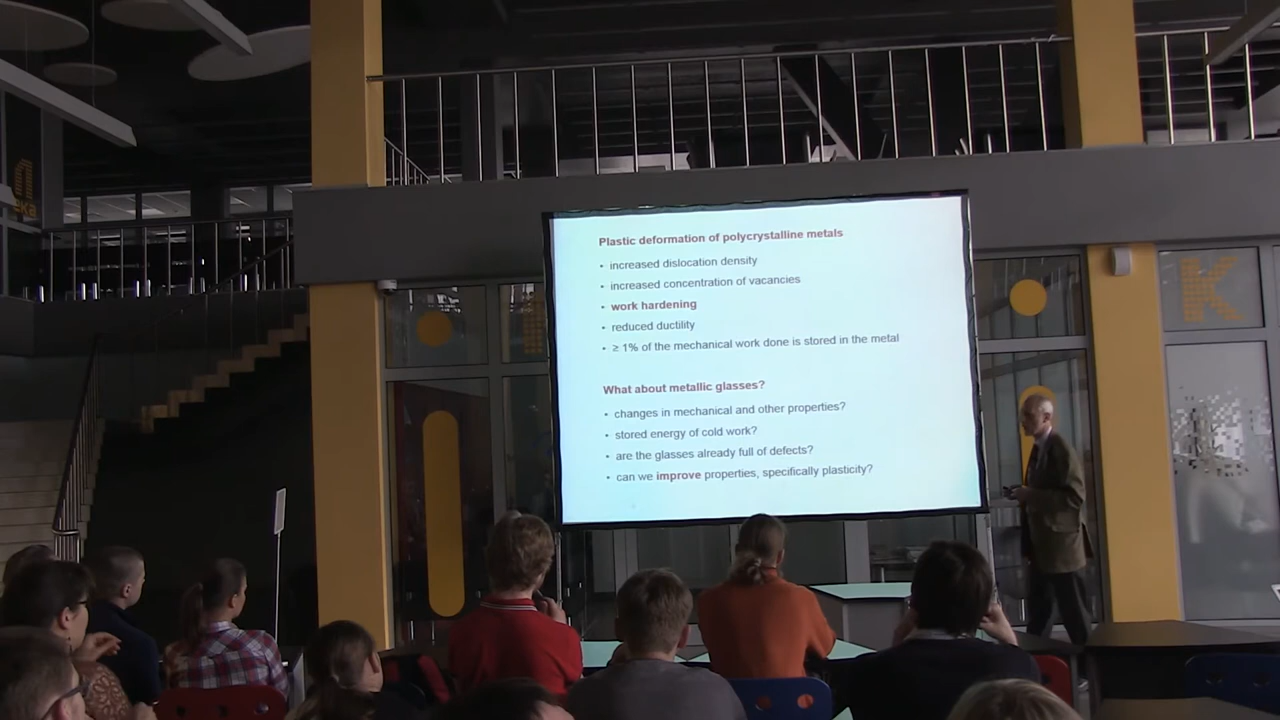 Plastic deformation of polycrystalline metals
• increased dislocation density
• increased concentration of vacancies
• work hardening
• reduced ductility
• ≥ 1% of the mechanical work done is stored in the metal
What about metallic glasses?
• changes in mechanical and other properties?
• stored energy of cold work?
• are the glasses already full of defects?
• can we improve properties, specifically plasticity?
К